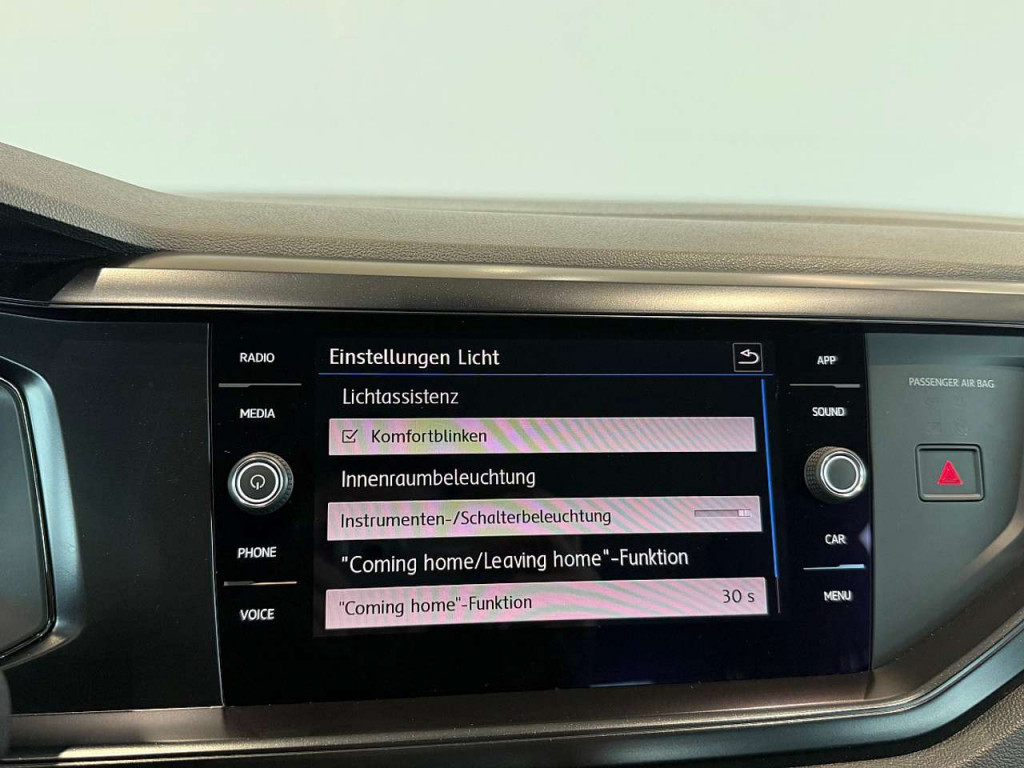 RADIO
MEDIA
PHONE
VOICE
Einstellungen Licht
Lichtassistenz
Komfortblinken
Innenraumbeleuchtung
Instrumenten-/Schalterbeleuchtung
"Coming home/Leaving home"-Funktion
"Coming home"-Funktion 30 s
APP
SOUND
CAR
MENU
PASSENGER AIR BAG